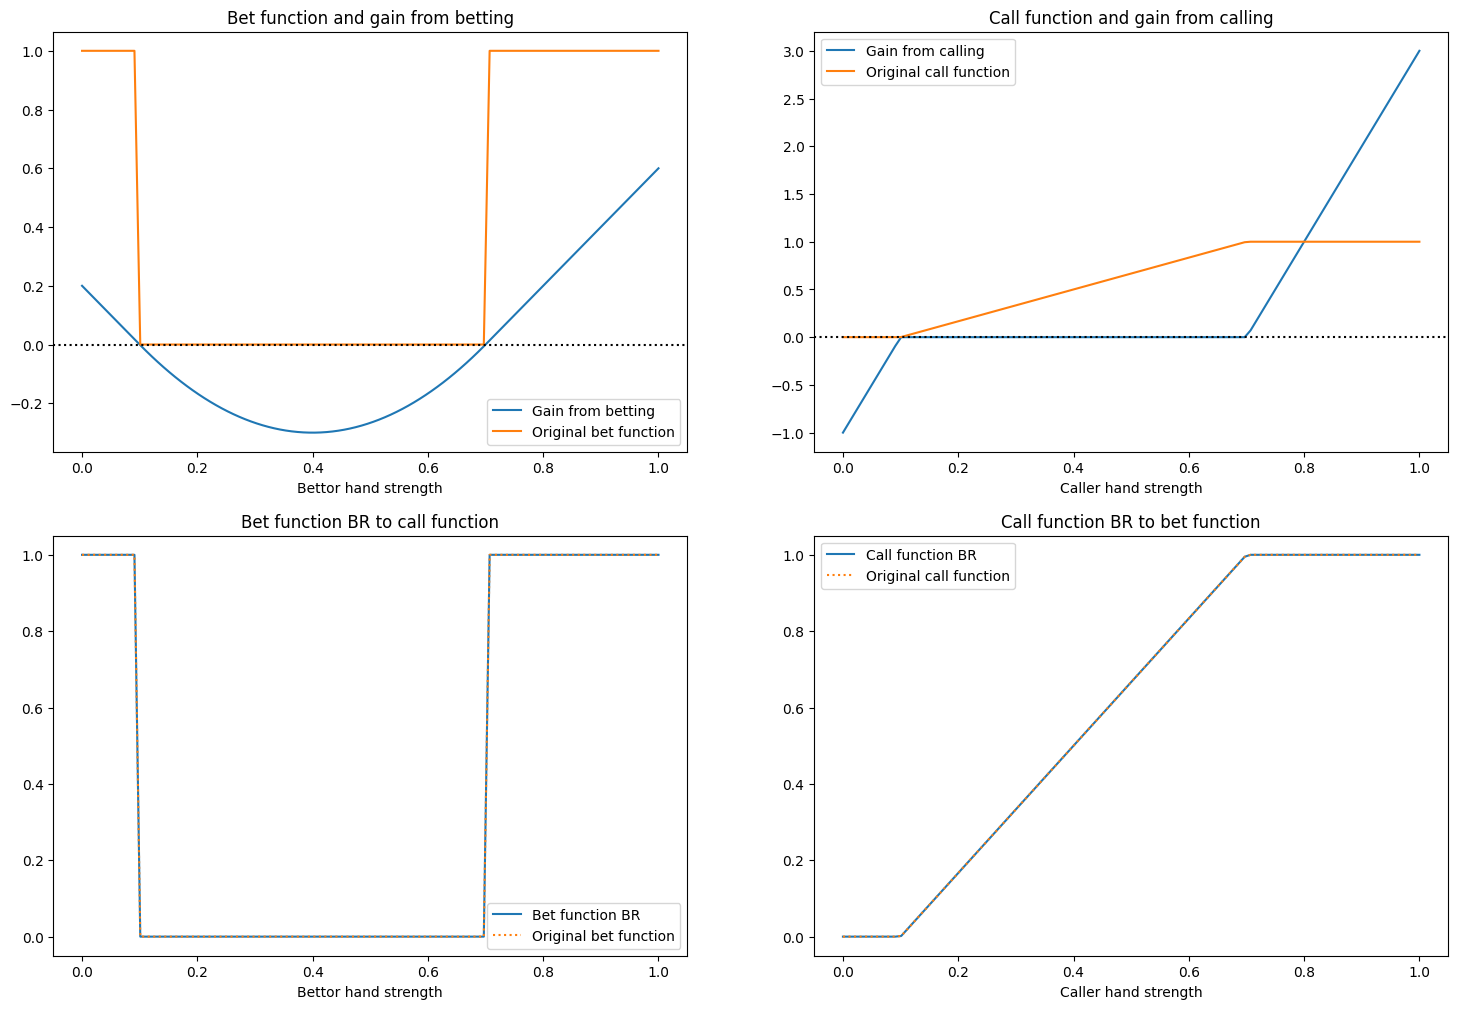 Bet function and gain from betting
1.0
0.8
0.6
0.4
0.2
0.0
−0.2
Gain from betting
Original bet function
0.0 0.2 0.4 0.6 0.8 1.0
Bettor hand strength
Call function and gain from calling
Gain from calling
Original call function
3.0
2.5
2.0
1.5
1.0
0.5
0.0
−0.5
−1.0
0.0 0.2 0.4 0.6 0.8 1.0
Caller hand strength
Bet function BR to call function
1.0
0.8
0.6
0.4
0.2
0.0
Bet function BR
Original bet function
0.0 0.2 0.4 0.6 0.8 1.0
Bettor hand strength
Call function BR to bet function
Call function BR
Original call function
1.0
0.8
0.6
0.4
0.2
0.0
0.0 0.2 0.4 0.6 0.8 1.0
Caller hand strength